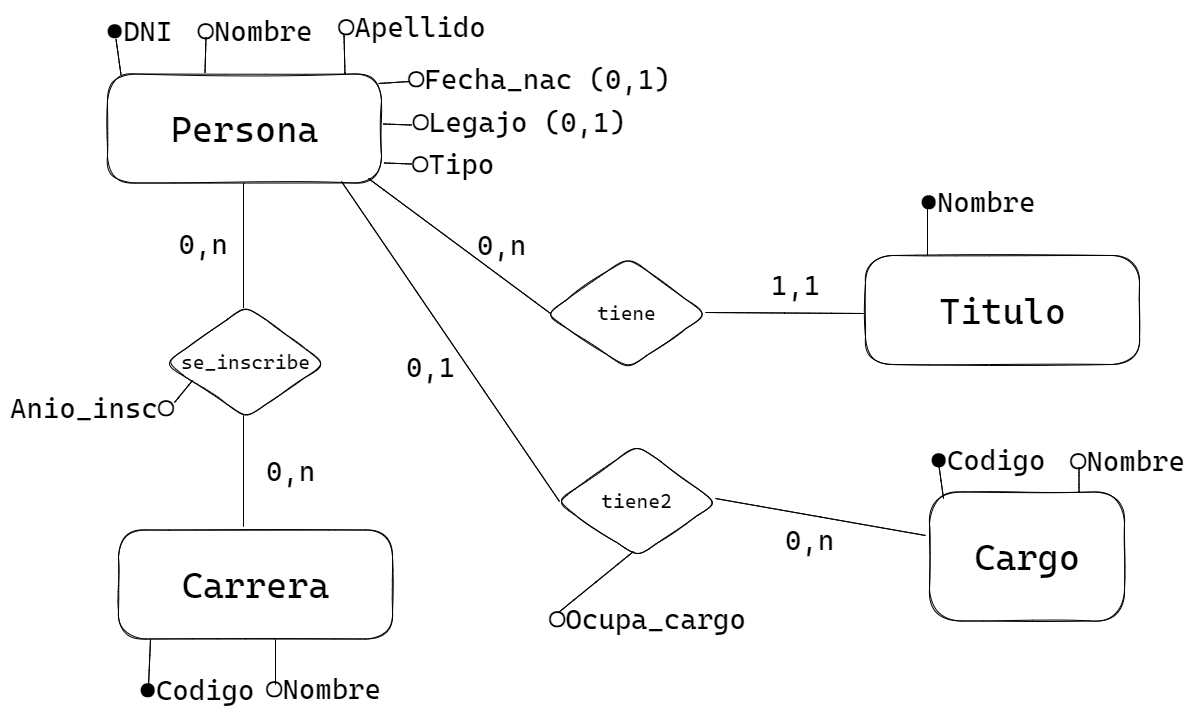 DNI Nombre Apellido
Fecha_nac (0,1)
Persona
Legajo (0,1)
Tipo
Nombre
0,n
0,n
1,1
Titulo
tiene
se_inscribe
0,1
Anio_insc
0,n
Codigo Nombre
tiene2
0,n
Cargo
Carrera
Ocupa_cargo
Codigo Nombre